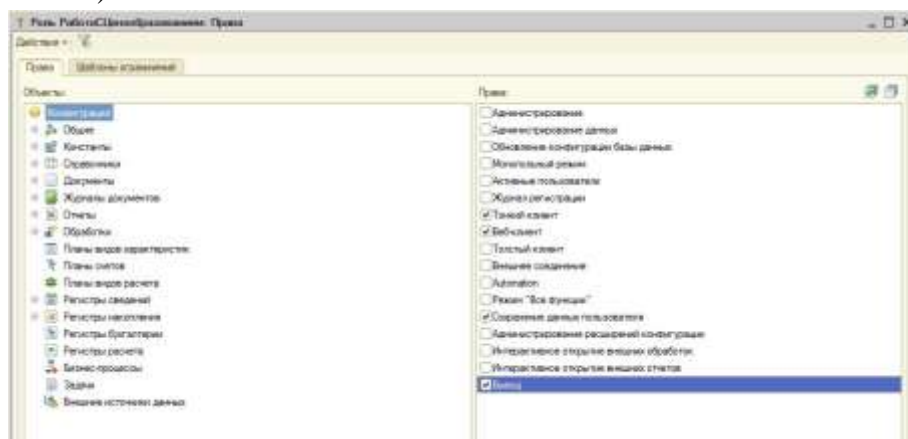 Роль РаботаСЦенообразованием: Права
Действия
Права
Шаблоны ограничений
Объекты:
Конфигурация
Общие
Константы
Справочники
Документы
Журналы документов
Отчеты
Обработки
Планы видов характеристик
Планы счетов
Планы видов расчета
Регистры сведений
Регистры накопления
Регистры бухгалтерии
Регистры расчета
Бизнес-процессы
Задачи
Внешние источники данных
Права:
Администрирование
Администрирование данных
Обновление конфигурации базы данных
Монопольный режим
Активные пользователи
Журнал регистрации
Тонкий клиент
Веб-клиент
Толстый клиент
Внешнее соединение
Automation
Режим "Все функции"
Сохранение данных пользователя
Администрирование расширений конфигурации
Интерактивное открытие внешних обработок
Интерактивное открытие внешних отчетов
Вывод